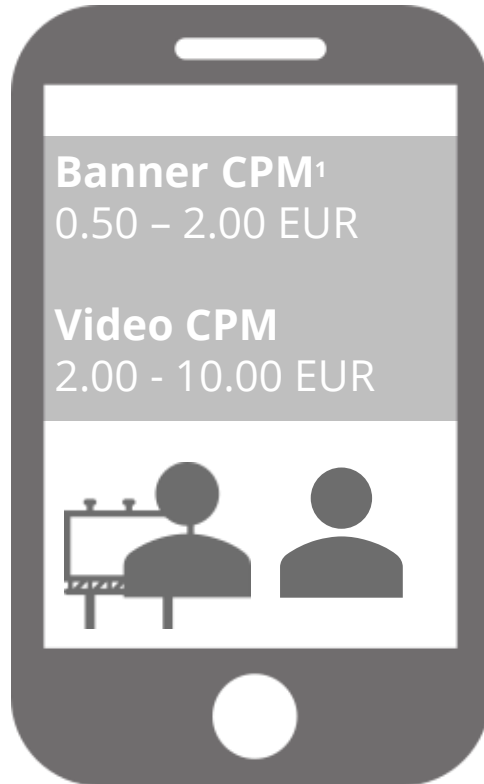 Banner CPM¹
0.50 – 2.00 EUR
Video CPM
2.00 - 10.00 EUR